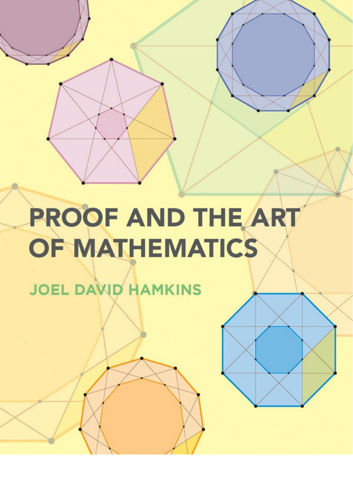 PROOF AND THE ART
OF MATHEMATICS
JOEL DAVID HAMKINS